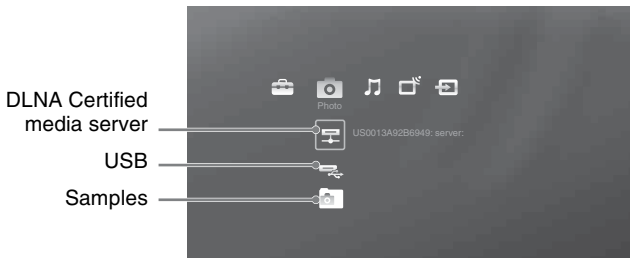 DLNA Certified
media server
USB
Samples
Photo
US0013A92B6949: server: